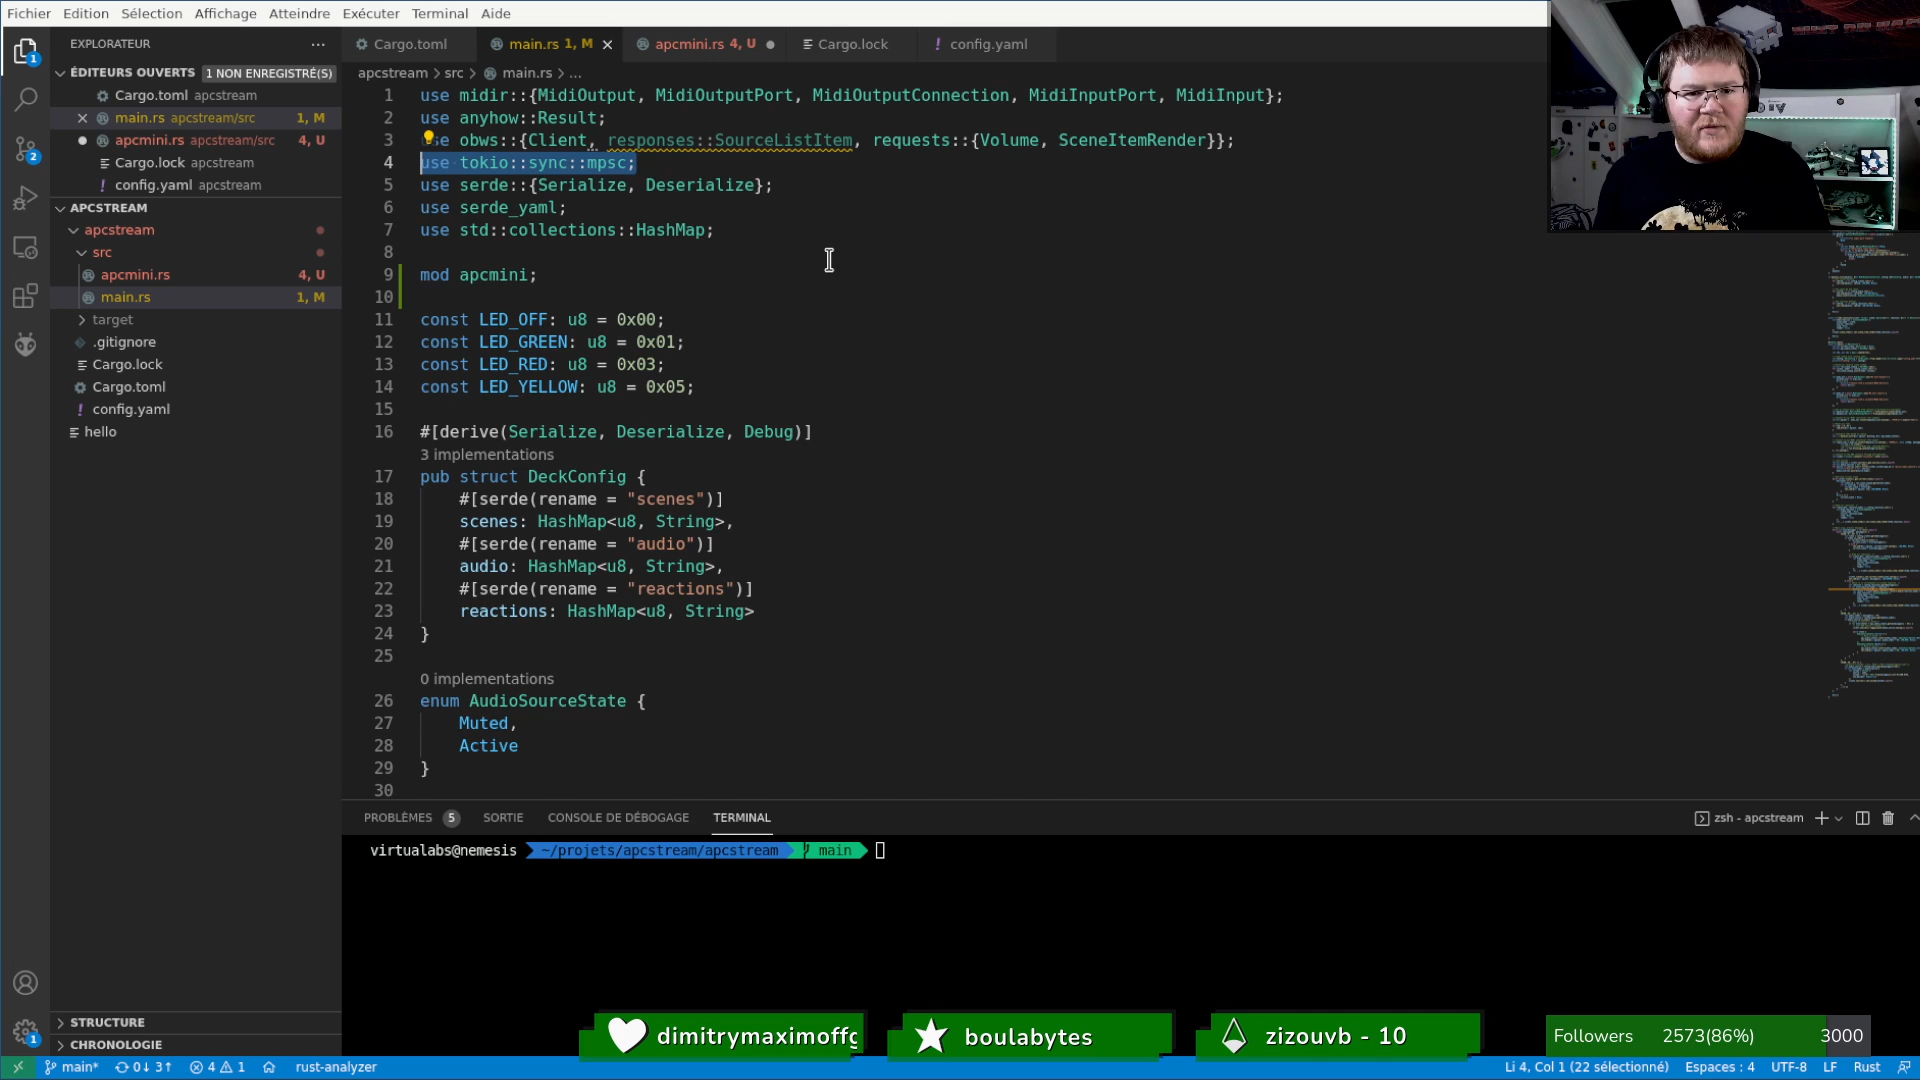 Fichier Edition Sélection Affichage Atteindre Exécuter Terminal Aide
EXPLORATEUR
ÉDITEURS OUVERTS 1 NON ENREGISTRÉ(S)
Cargo.toml apcstream
main.rs apcstream/src 1, M
apcmini.rs apcstream/src 4, U
Cargo.lock apcstream
config.yaml apcstream
APCSTREAM
apcstream
src
apcmini.rs 4, U
main.rs 1, M
target
.gitignore
Cargo.lock
Cargo.toml
config.yaml
hello
STRUCTURE
CHRONOLOGIE
Cargo.toml main.rs 1, M apcmini.rs 4, U Cargo.lock config.yaml
apcstream > src > main.rs > ...
1 use midir::{MidiOutput, MidiOutputPort, MidiOutputConnection, MidiInputPort, MidiInput};
2 use anyhow::Result;
3 use obws::{Client, responses::SourceListItem, requests::{Volume, SceneItemRender}};
4 use tokio::sync::mpsc;
5 use serde::{Serialize, Deserialize};
6 use serde_yaml;
7 use std::collections::HashMap;
8
9 mod apcmini;
10
11 const LED_OFF: u8 = 0x00;
12 const LED_GREEN: u8 = 0x01;
13 const LED_RED: u8 = 0x03;
14 const LED_YELLOW: u8 = 0x05;
15
16 #[derive(Serialize, Deserialize, Debug)]
3 implementations
17 pub struct DeckConfig {
18 #[serde(rename = "scenes")]
19 scenes: HashMap<u8, String>,
20 #[serde(rename = "audio")]
21 audio: HashMap<u8, String>,
22 #[serde(rename = "reactions")]
23 reactions: HashMap<u8, String>
24 }
25
0 implementations
26 enum AudioSourceState {
27 Muted,
28 Active
29 }
30
PROBLÈMES 5 SORTIE CONSOLE DE DÉBOGAGE TERMINAL
zsh - apcstream
virtualabs@nemesis ~/projets/apcstream/apcstream main
dimitrymaximoff
boulabytes
zizouvb - 10
Followers 2573(86%) 3000
main* 0↓ 3↑ 4 1 rust-analyzer
Li 4, Col 1 (22 sélectionné) Espaces : 4 UTF-8 LF Rust